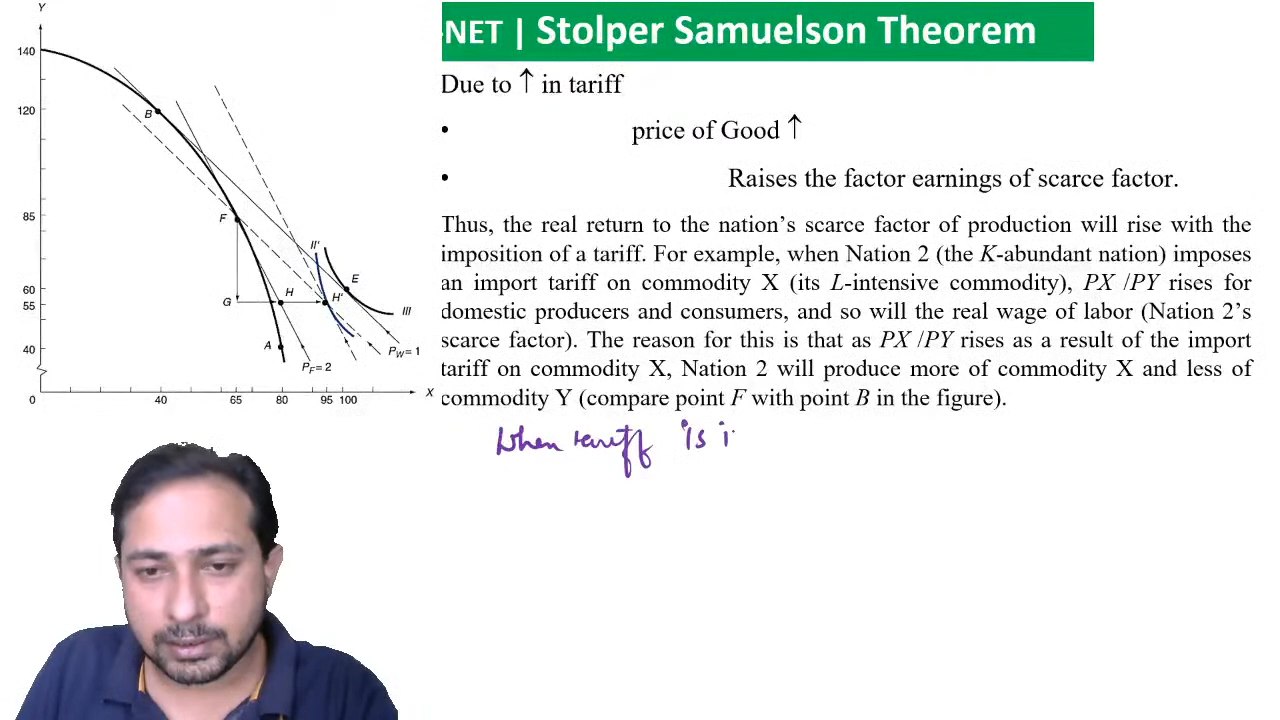 -NET | Stolper Samuelson Theorem
Due to ↑ in tariff
• price of Good ↑
• Raises the factor earnings of scarce factor.
Thus, the real return to the nation's scarce factor of production will rise with the
imposition of a tariff. For example, when Nation 2 (the K-abundant nation) imposes
an import tariff on commodity X (its L-intensive commodity), PX /PY rises for
domestic producers and consumers, and so will the real wage of labor (Nation 2's
scarce factor). The reason for this is that as PX /PY rises as a result of the import
tariff on commodity X, Nation 2 will produce more of commodity X and less of
commodity Y (compare point F with point B in the figure).
When tariff is i
Y
140
120
B
85
F
II'
E
60
G
H
H'
55
III
A
40
PW = 1
PF = 2
X
0
40
65
80
95
100